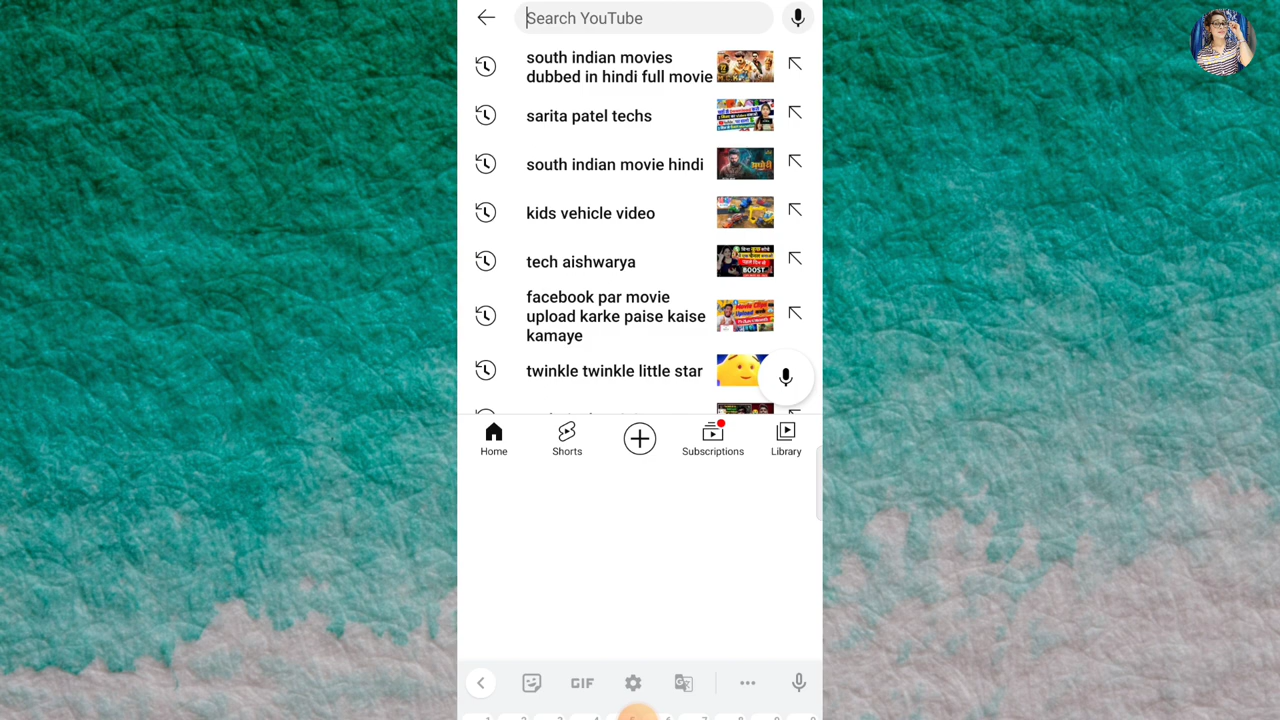 Search YouTube
south indian movies
dubbed in hindi full movie
sarita patel techs
south indian movie hindi
kids vehicle video
tech aishwarya
BOOST
facebook par movie
upload karke paise kaise
kamaye
twinkle twinkle little star
Home
Shorts
Subscriptions
Library
GIF